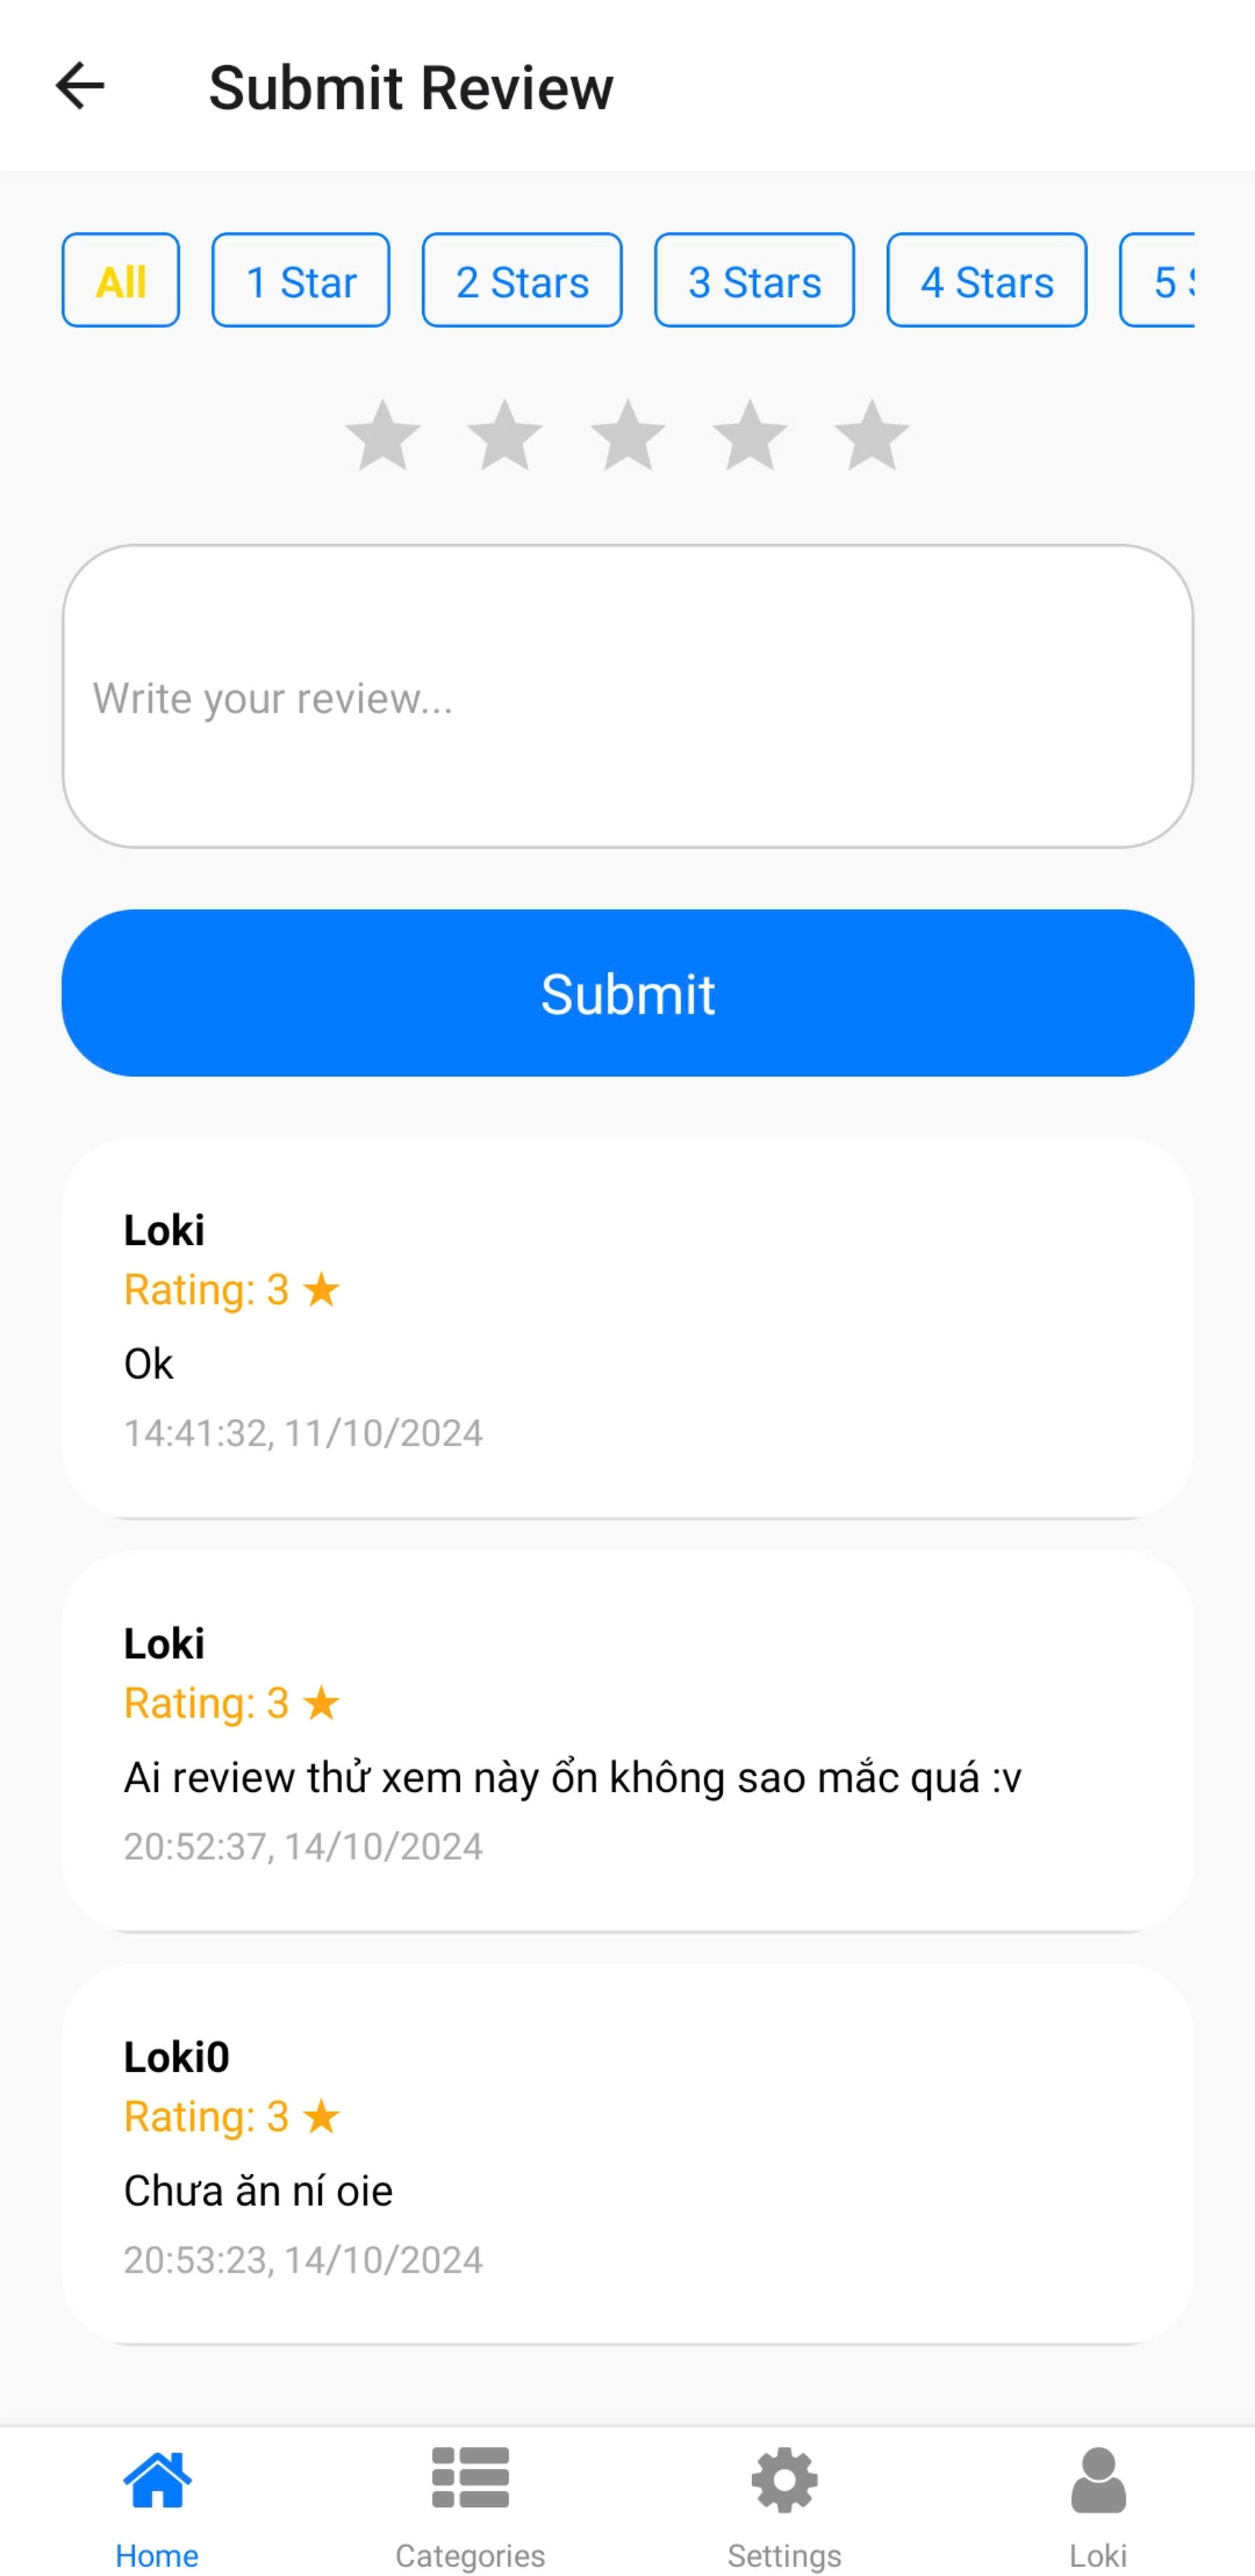 Submit Review
All
1 Star
2 Stars
3 Stars
4 Stars
5
Write your review...
Submit
Loki
Rating: 3 ★
Ok
14:41:32, 11/10/2024
Loki
Rating: 3 ★
Ai review thử xem này ổn không sao mắc quá :v
20:52:37, 14/10/2024
Loki0
Rating: 3 ★
Chưa ăn ní oie
20:53:23, 14/10/2024
Home
Categories
Settings
Loki